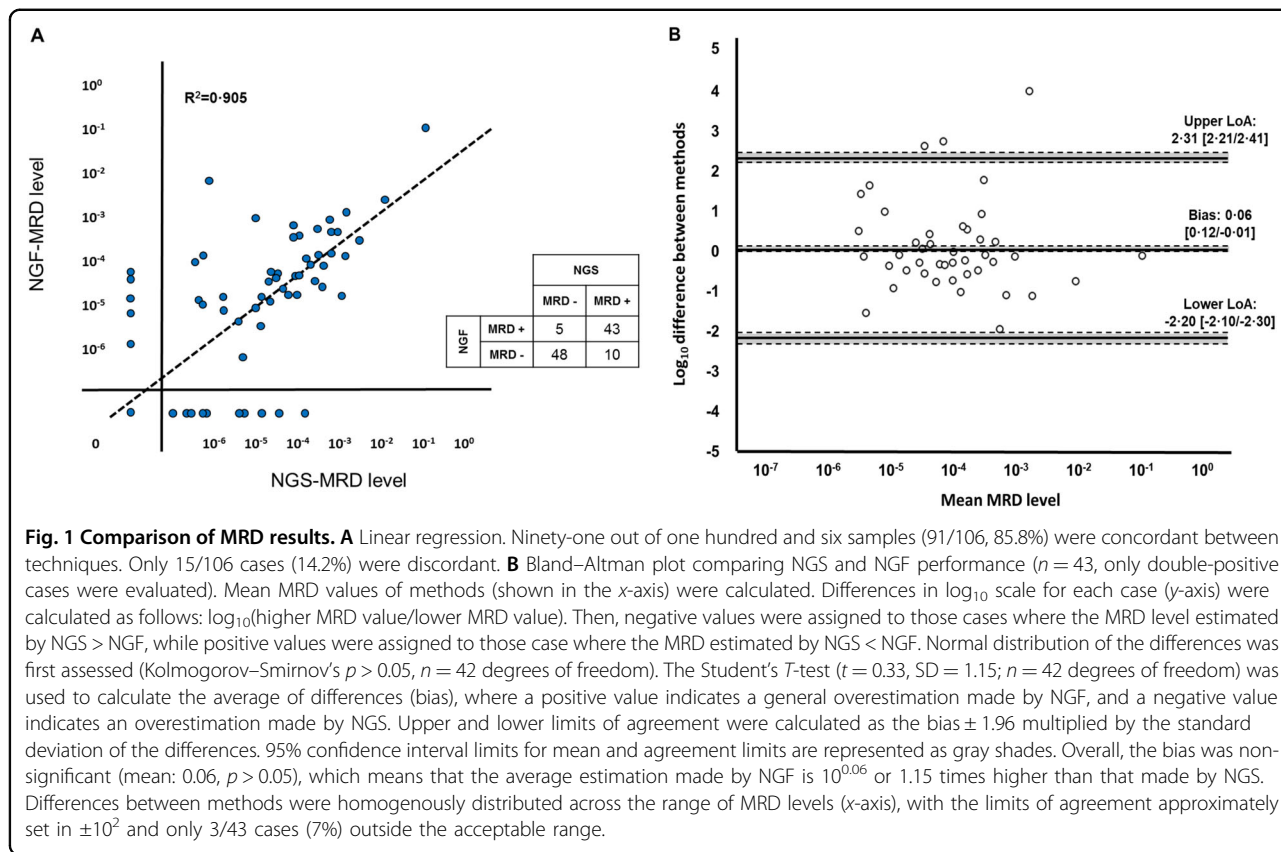 A
10⁰
10⁻¹
10⁻²
10⁻³
10⁻⁴
10⁻⁵
10⁻⁶
NGF-MRD level
R²=0·905
NGS
MRD - MRD +
NGF
MRD + 5 43
MRD - 48 10
0 10⁻⁶ 10⁻⁵ 10⁻⁴ 10⁻³ 10⁻² 10⁻¹ 10⁰
NGS-MRD level
B
5
4
3
2
1
0
-1
-2
-3
-4
-5
Log₁₀ difference between methods
Upper LoA:
2·31 [2·21/2·41]
Bias: 0·06
[0·12/-0·01]
Lower LoA:
-2·20 [-2·10/-2·30]
10⁻⁷ 10⁻⁶ 10⁻⁵ 10⁻⁴ 10⁻³ 10⁻² 10⁻¹ 10⁰
Mean MRD level
Fig. 1 Comparison of MRD results. A Linear regression. Ninety-one out of one hundred and six samples (91/106, 85.8%) were concordant between
techniques. Only 15/106 cases (14.2%) were discordant. B Bland–Altman plot comparing NGS and NGF performance (n = 43, only double-positive
cases were evaluated). Mean MRD values of methods (shown in the x-axis) were calculated. Differences in log₁₀ scale for each case (y-axis) were
calculated as follows: log₁₀(higher MRD value/lower MRD value). Then, negative values were assigned to those cases where the MRD level estimated
by NGS > NGF, while positive values were assigned to those case where the MRD estimated by NGS < NGF. Normal distribution of the differences was
first assessed (Kolmogorov–Smirnov's p > 0.05, n = 42 degrees of freedom). The Student's T-test (t = 0.33, SD = 1.15; n = 42 degrees of freedom) was
used to calculate the average of differences (bias), where a positive value indicates a general overestimation made by NGF, and a negative value
indicates an overestimation made by NGS. Upper and lower limits of agreement were calculated as the bias ± 1.96 multiplied by the standard
deviation of the differences. 95% confidence interval limits for mean and agreement limits are represented as gray shades. Overall, the bias was non-
significant (mean: 0.06, p > 0.05), which means that the average estimation made by NGF is 10⁰·⁰⁶ or 1.15 times higher than that made by NGS.
Differences between methods were homogenously distributed across the range of MRD levels (x-axis), with the limits of agreement approximately
set in ±10² and only 3/43 cases (7%) outside the acceptable range.